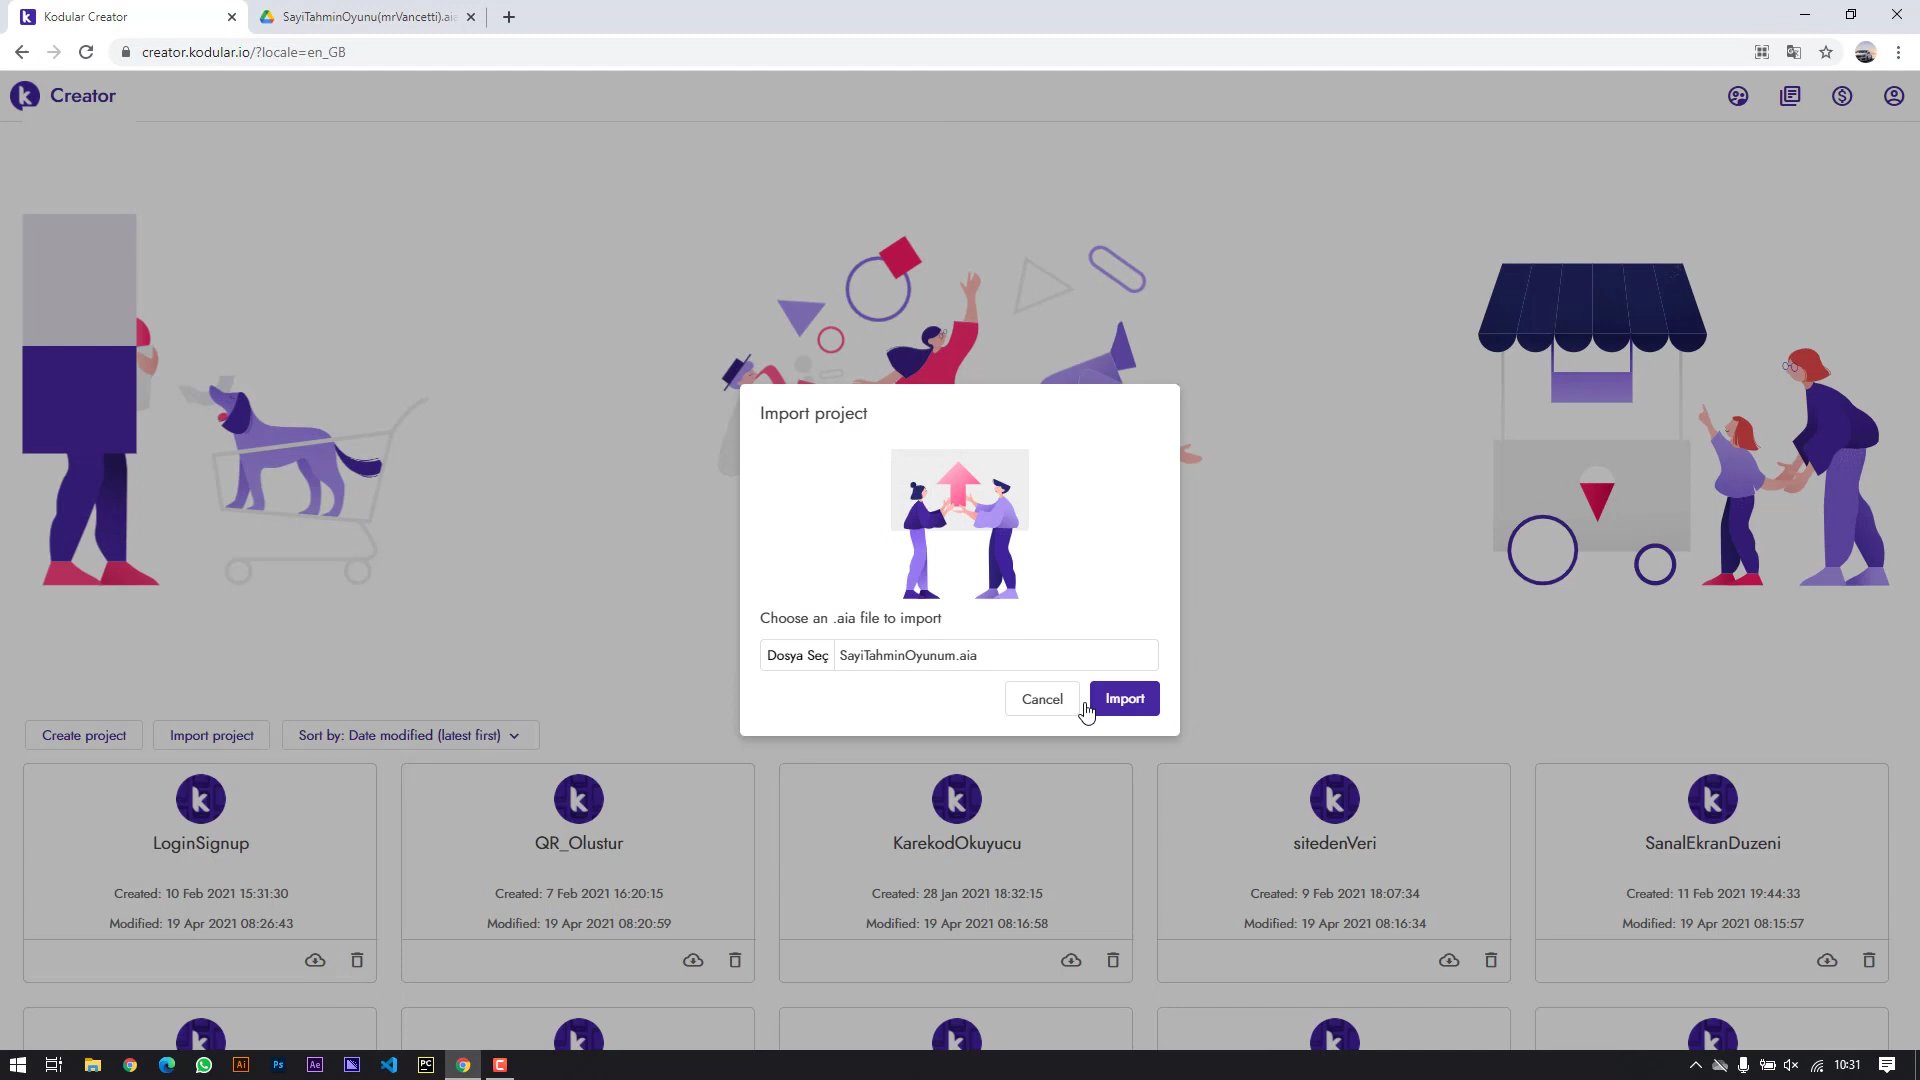 Kodular Creator
SayiTahminOyunu(mrVancetti).aia
creator.kodular.io/?locale=en_GB
Creator
Import project
Choose an .aia file to import
Dosya Seç SayiTahminOyunum.aia
Cancel Import
Create project Import project Sort by: Date modified (latest first)
LoginSignup
Created: 10 Feb 2021 15:31:30
Modified: 19 Apr 2021 08:26:43
QR_Olustur
Created: 7 Feb 2021 16:20:15
Modified: 19 Apr 2021 08:20:59
KarekodOkuyucu
Created: 28 Jan 2021 18:32:15
Modified: 19 Apr 2021 08:16:58
sitedenVeri
Created: 9 Feb 2021 18:07:34
Modified: 19 Apr 2021 08:16:34
SanalEkranDuzeni
Created: 11 Feb 2021 19:44:33
Modified: 19 Apr 2021 08:15:57
Ai Ps Ae PC C 10:31